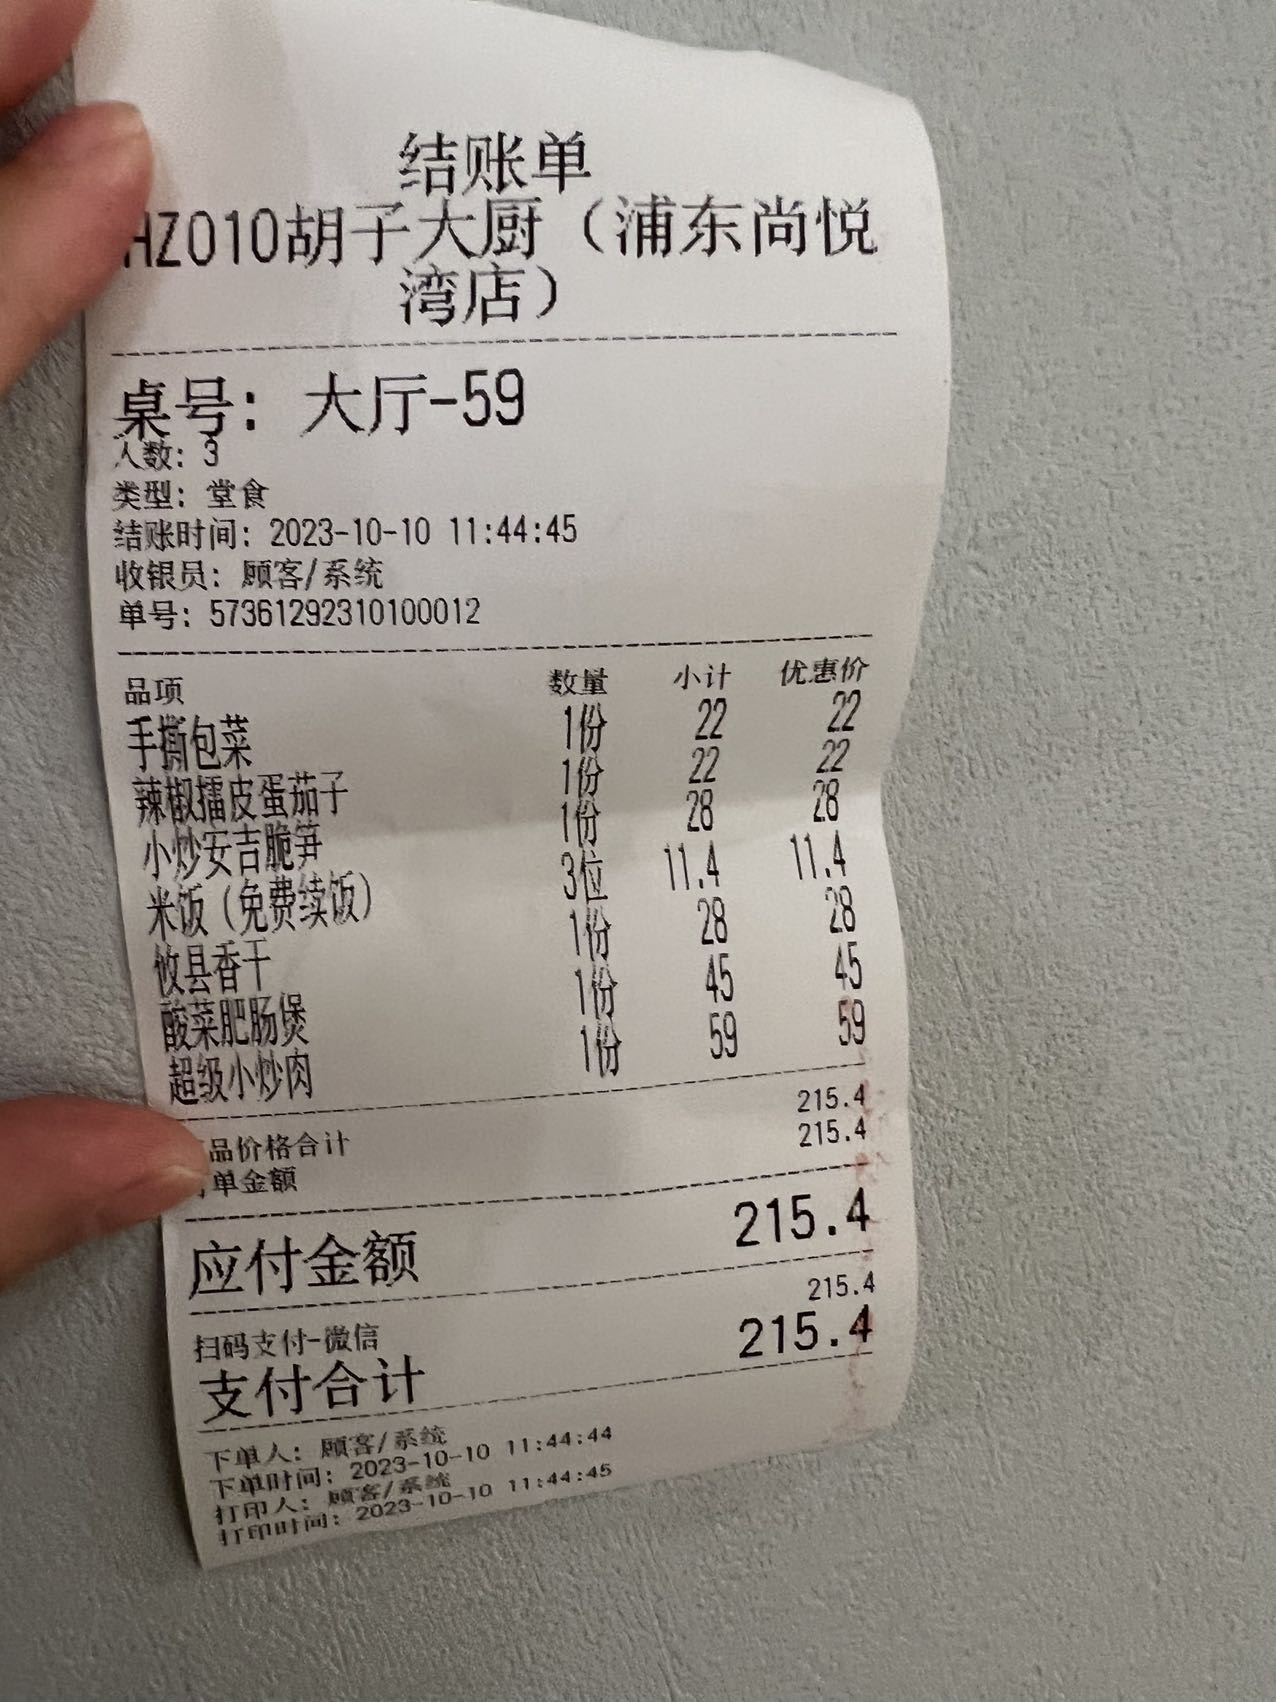 结账单
HZ010胡子大厨（浦东尚悦
湾店）
桌号: 大厅-59
人数: 3
类型: 堂食
结账时间: 2023-10-10 11:44:45
收银员: 顾客/系统
单号: 57361292310100012
品项 数量 小计 优惠价
手撕包菜 1份 22 22
辣椒擂皮蛋茄子 1份 22 22
小炒安吉脆笋 1份 28 28
米饭（免费续饭） 3位 11.4 11.4
攸县香干 1份 28 28
酸菜肥肠煲 1份 45 45
超级小炒肉 1份 59 59
品价格合计 215.4
单金额 215.4
应付金额 215.4
扫码支付-微信 215.4
支付合计 215.4
下单人: 顾客/系统
下单时间: 2023-10-10 11:44:44
打印人: 顾客/系统
打印时间: 2023-10-10 11:44:45